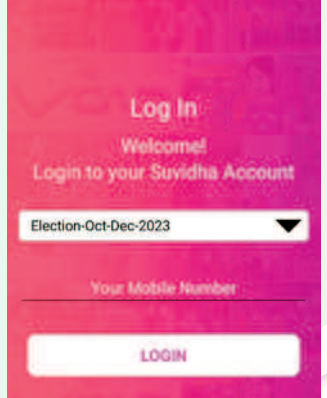 Log In
Welcome!
Login to your Suvidha Account
Election-Oct-Dec-2023
Your Mobile Number
LOGIN